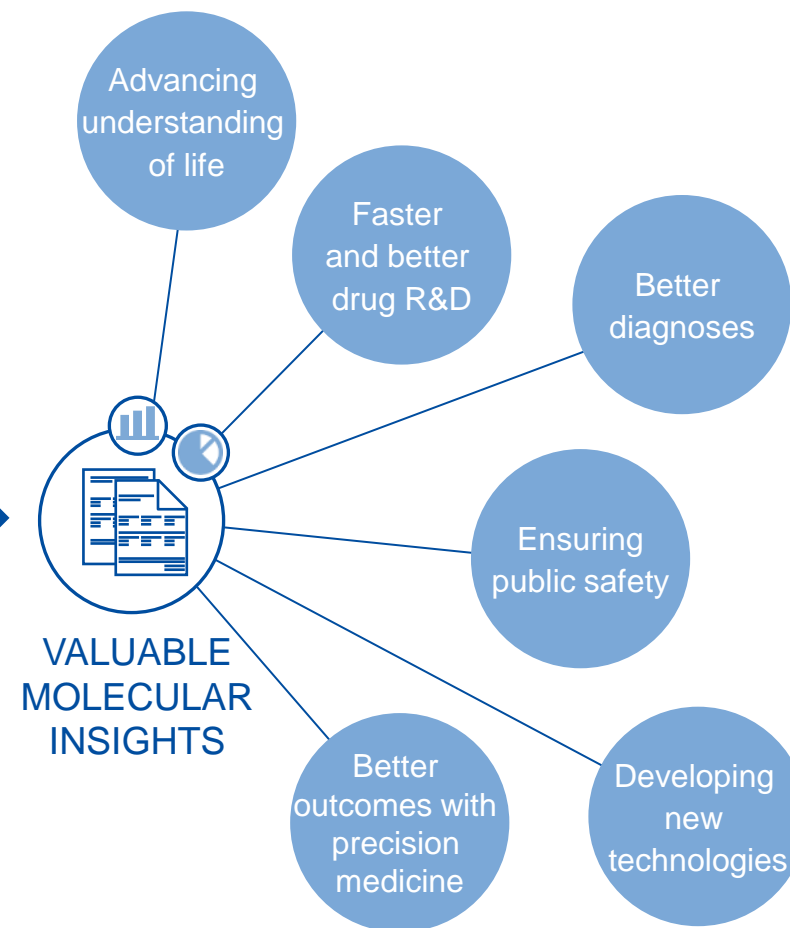 Advancing
understanding
of life
Faster
and better
drug R&D
Better
diagnoses
Ensuring
public safety
VALUABLE
MOLECULAR
INSIGHTS
Better
outcomes with
precision
medicine
Developing
new
technologies